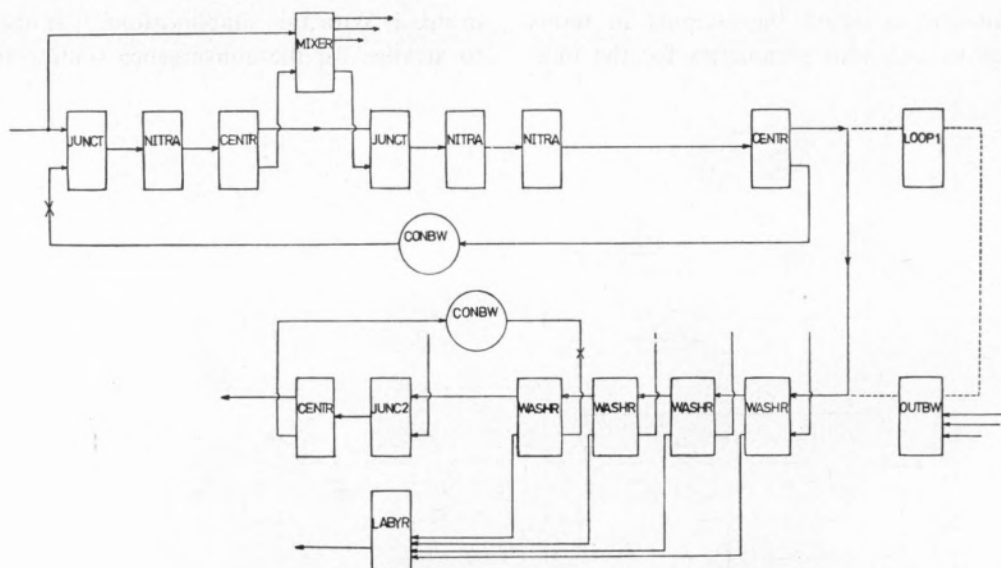 MIXER
JUNCT
NITRA
CENTR
JUNCT
NITRA
NITRA
CENTR
LOOP1
CONBW
CONBW
CENTR
JUNC2
WASHR
WASHR
WASHR
WASHR
OUTBW
LABYR